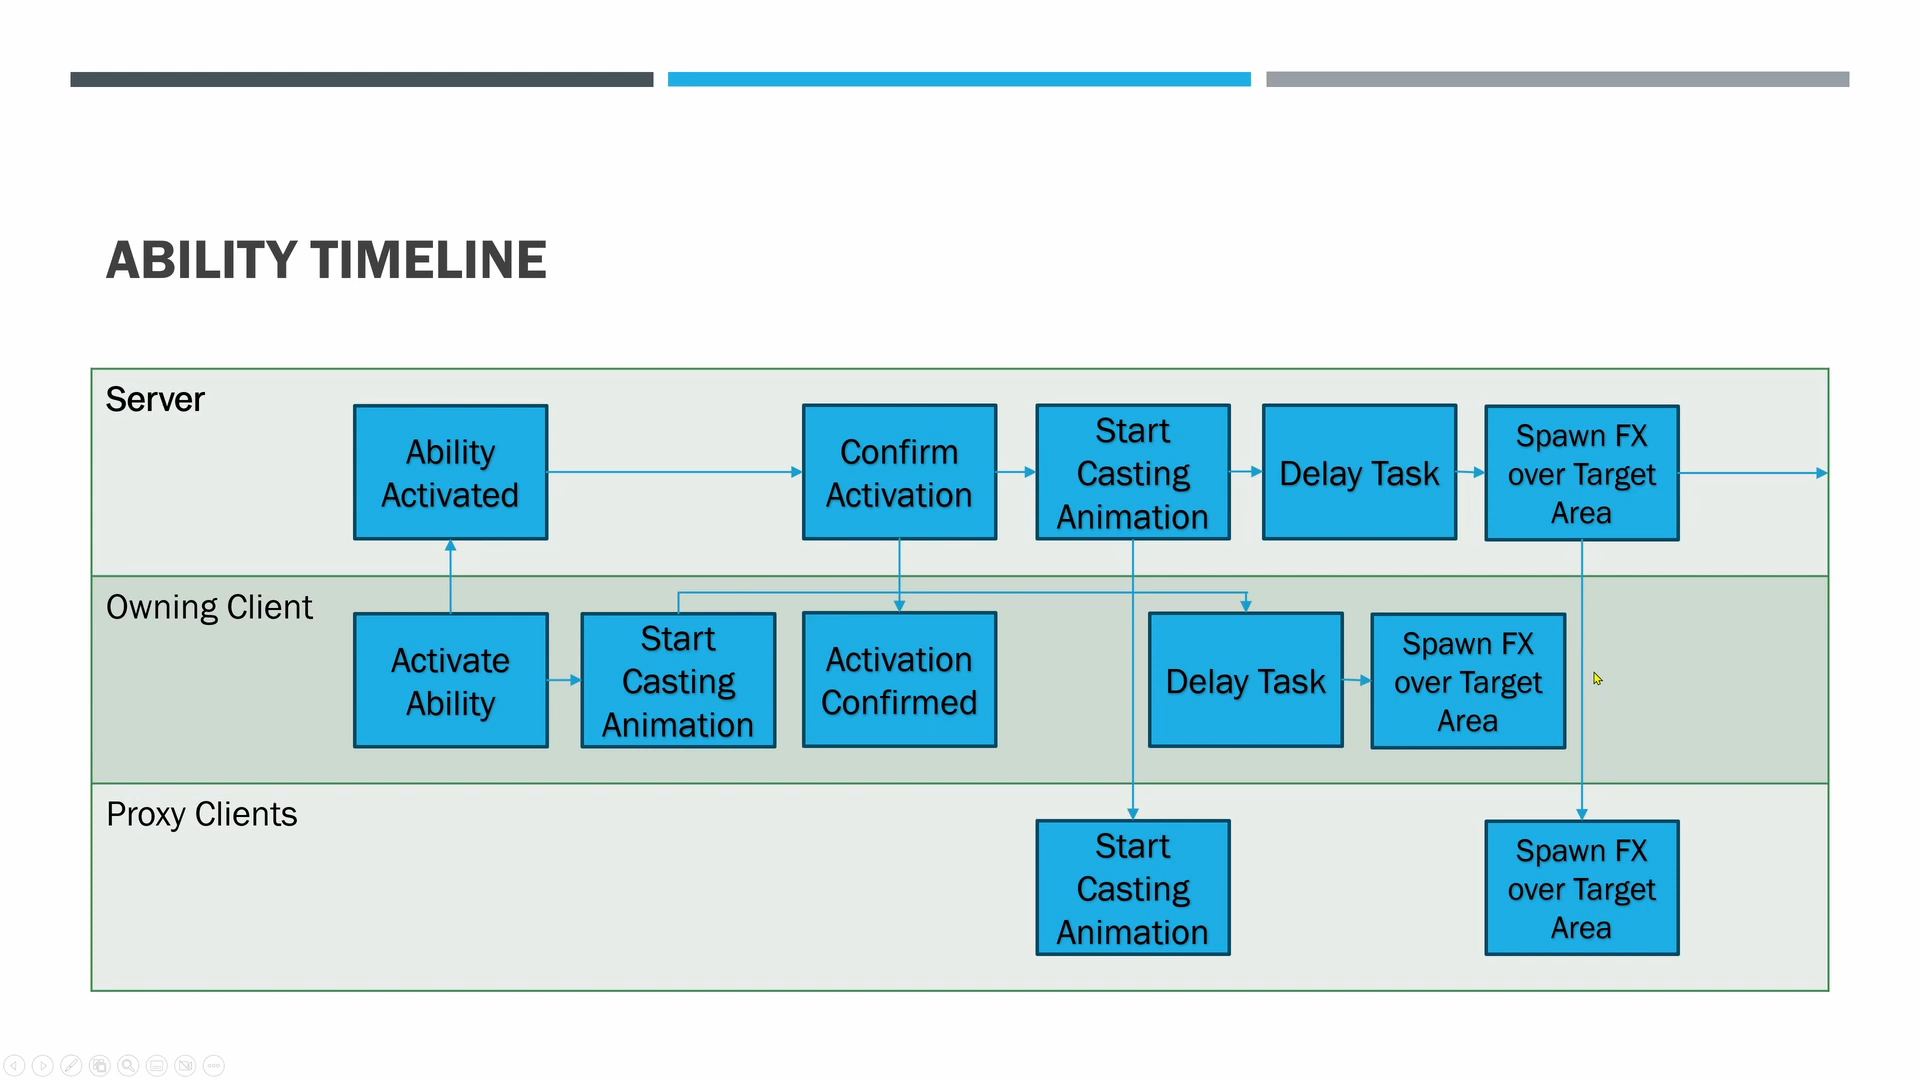 ABILITY TIMELINE
Server
Ability
Activated
Confirm
Activation
Start
Casting
Animation
Delay Task
Spawn FX
over Target
Area
Owning Client
Activate
Ability
Start
Casting
Animation
Activation
Confirmed
Delay Task
Spawn FX
over Target
Area
Proxy Clients
Start
Casting
Animation
Spawn FX
over Target
Area